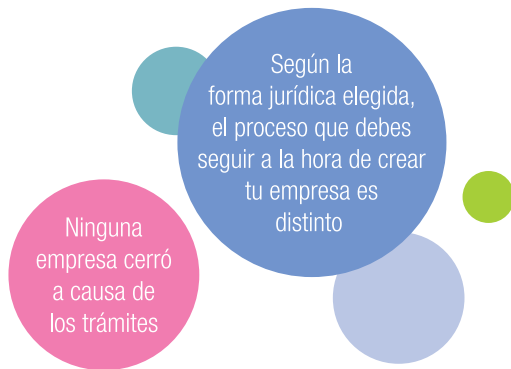 Según la
forma jurídica elegida,
el proceso que debes
seguir a la hora de crear
tu empresa es
distinto
Ninguna
empresa cerró
a causa de
los trámites